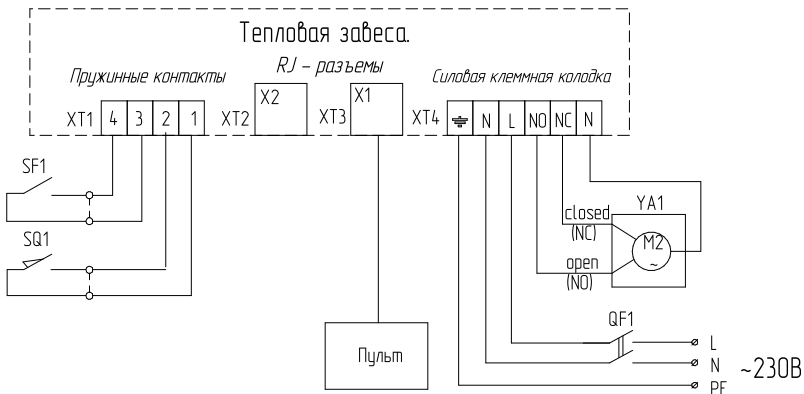 Тепловая завеса.
Пружинные контакты
RJ - разъемы
Силовая клеммная колодка
XT1 4 3 2 1 XT2 X2 XT3 X1 XT4 N L NO NC N
SF1
SQ1
closed
(NC)
YA1
M2
~
open
(NO)
QF1
Пульт
L
N ~230В
PE